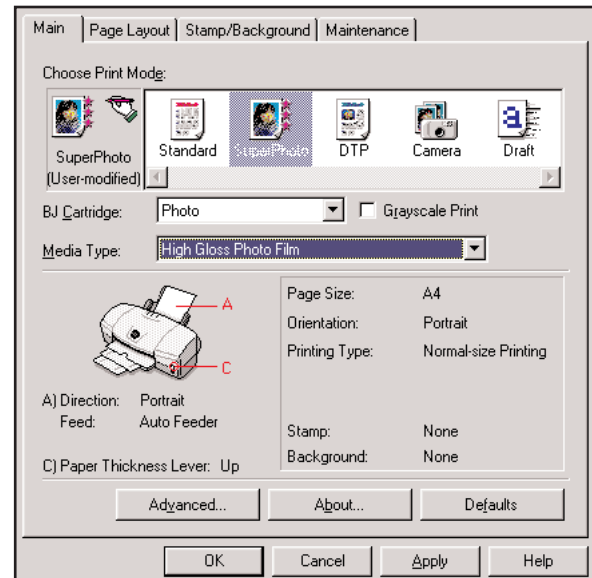 Main Page Layout Stamp/Background Maintenance
Choose Print Mode:
SuperPhoto
(User-modified)
Standard SuperPhoto DTP Camera Draft
BJ Cartridge: Photo Grayscale Print
Media Type: High Gloss Photo Film
A
C
A) Direction: Portrait
Feed: Auto Feeder
C) Paper Thickness Lever: Up
Page Size: A4
Orientation: Portrait
Printing Type: Normal-size Printing
Stamp: None
Background: None
Advanced... About... Defaults
OK Cancel Apply Help